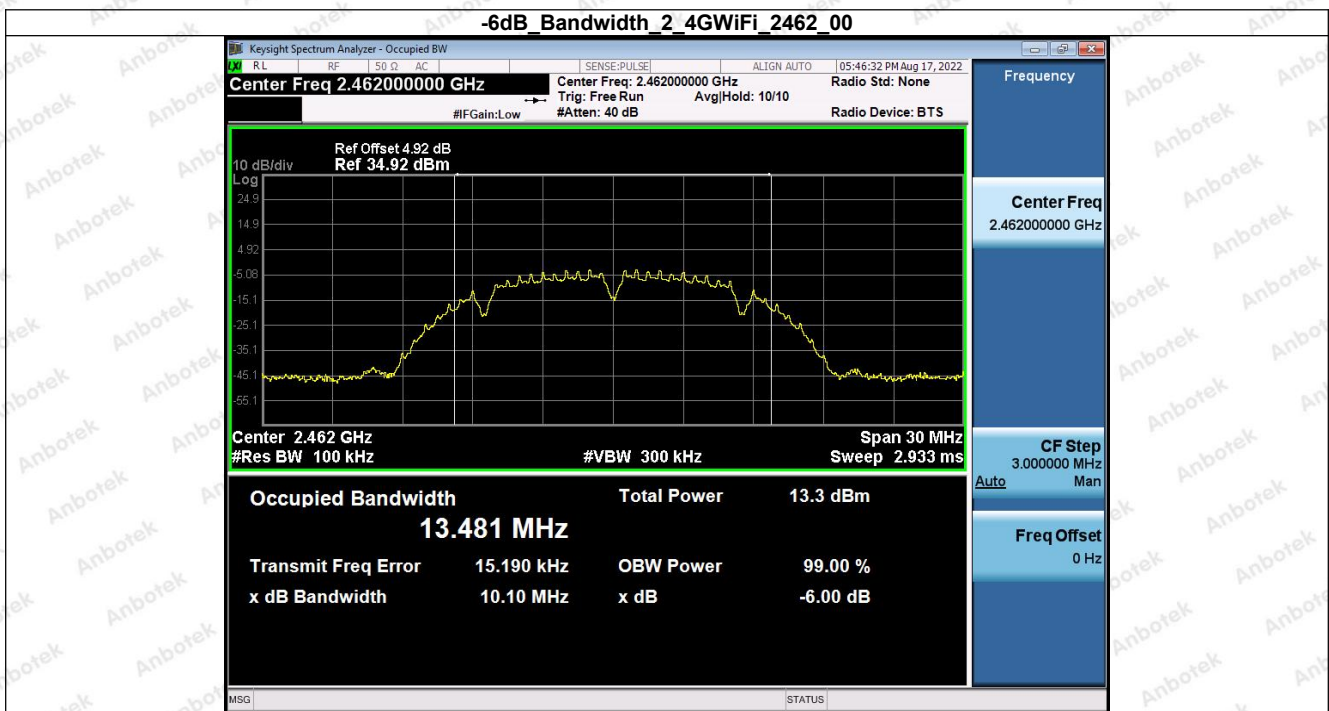 -6dB_Bandwidth_2_4GWiFi_2462_00
Keysight Spectrum Analyzer - Occupied BW
LXI RL RF 50 Ω AC SENSE:PULSE ALIGN AUTO 05:46:32 PM Aug 17, 2022
Center Freq 2.462000000 GHz
Center Freq: 2.462000000 GHz
Radio Std: None
Trig: Free Run Avg|Hold: 10/10
#IFGain:Low #Atten: 40 dB
Radio Device: BTS
Ref Offset 4.92 dB
10 dB/div Ref 34.92 dBm
Log
24.9
14.9
4.92
-5.08
-15.1
-25.1
-35.1
-45.1
-55.1
Center 2.462 GHz Span 30 MHz
#Res BW 100 kHz #VBW 300 kHz Sweep 2.933 ms
Occupied Bandwidth Total Power 13.3 dBm
13.481 MHz
Transmit Freq Error 15.190 kHz OBW Power 99.00 %
x dB Bandwidth 10.10 MHz x dB -6.00 dB
MSG STATUS
Frequency
Center Freq
2.462000000 GHz
CF Step
3.000000 MHz
Auto Man
Freq Offset
0 Hz
Anbotek